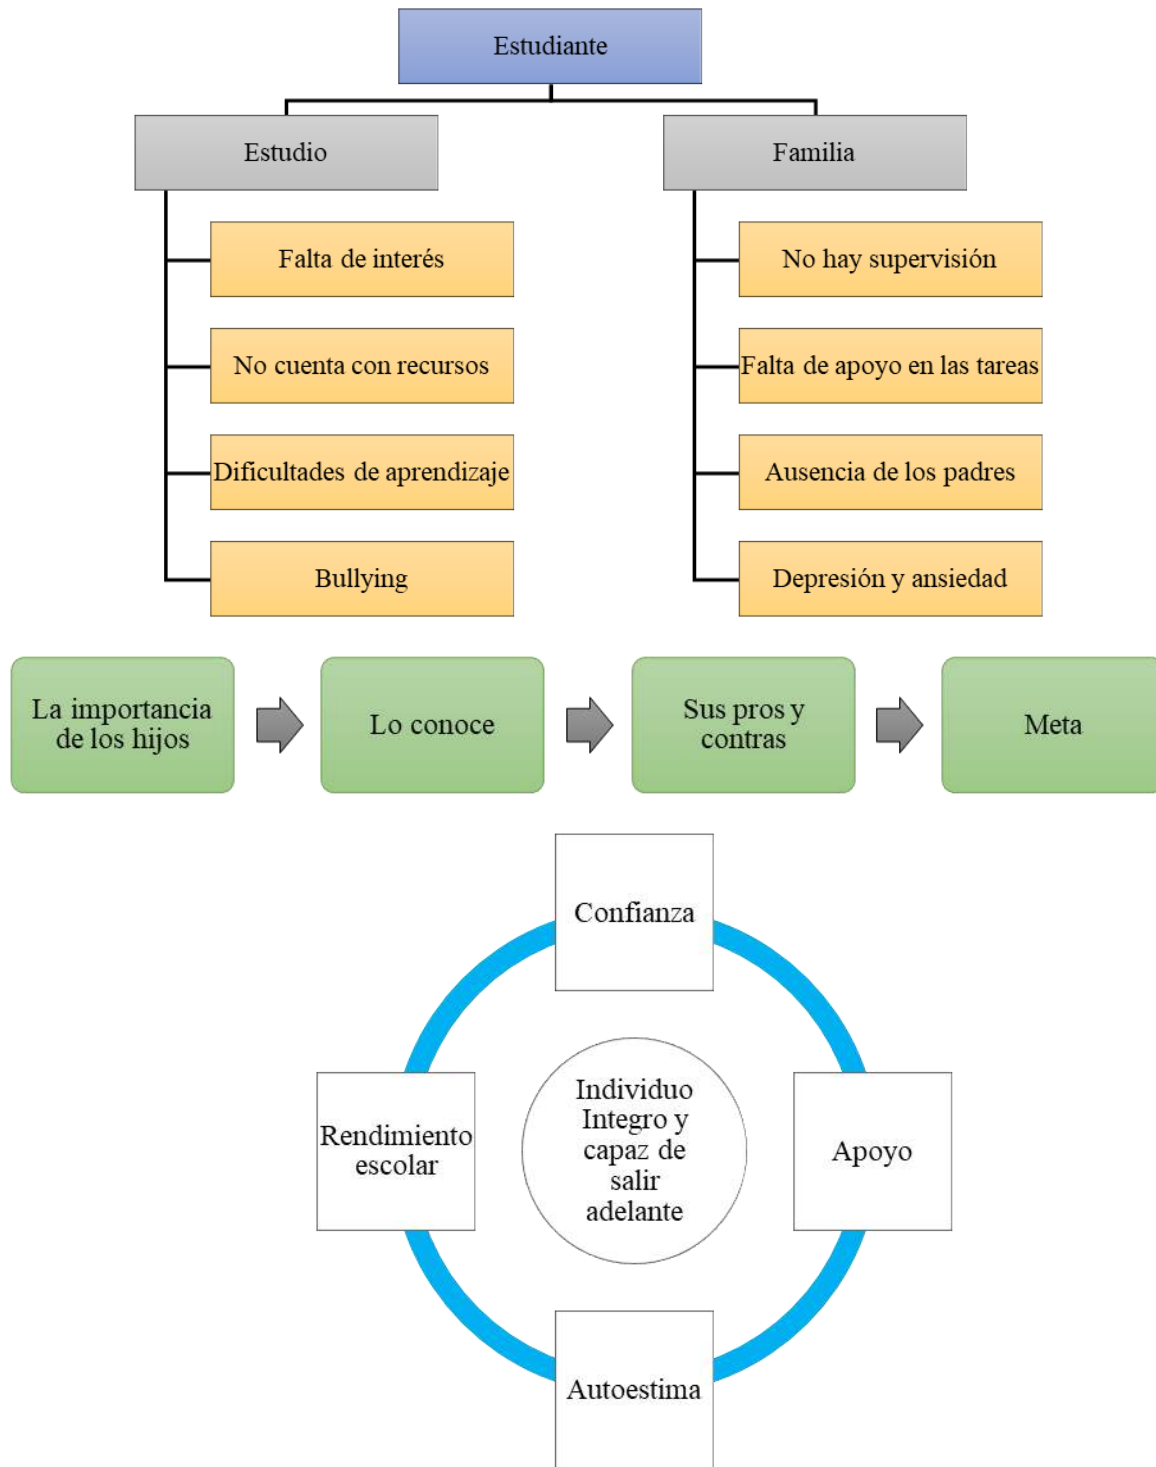 Estudiante
Estudio
Familia
Falta de interés
No hay supervisión
No cuenta con recursos
Falta de apoyo en las tareas
Dificultades de aprendizaje
Ausencia de los padres
Bullying
Depresión y ansiedad
La importancia
de los hijos
Lo conoce
Sus pros y
contras
Meta
Confianza
Rendimiento
escolar
Individuo
Integro y
capaz de
salir
adelante
Apoyo
Autoestima